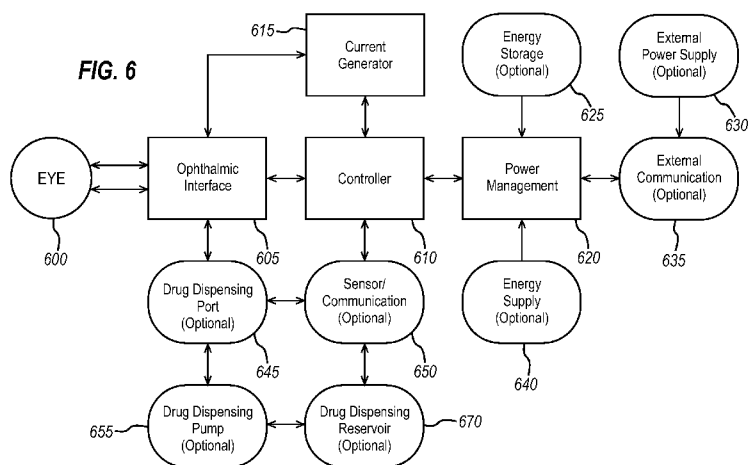 615
Current
Generator
FIG. 6
Energy
Storage
(Optional)
625
External
Power Supply
(Optional)
630
EYE
600
Ophthalmic
Interface
605
Controller
610
Power
Management
620
External
Communication
(Optional)
635
Drug Dispensing
Port
(Optional)
645
Sensor/
Communication
(Optional)
650
Energy
Supply
(Optional)
640
655
Drug Dispensing
Pump
(Optional)
Drug Dispensing
Reservoir
(Optional)
670